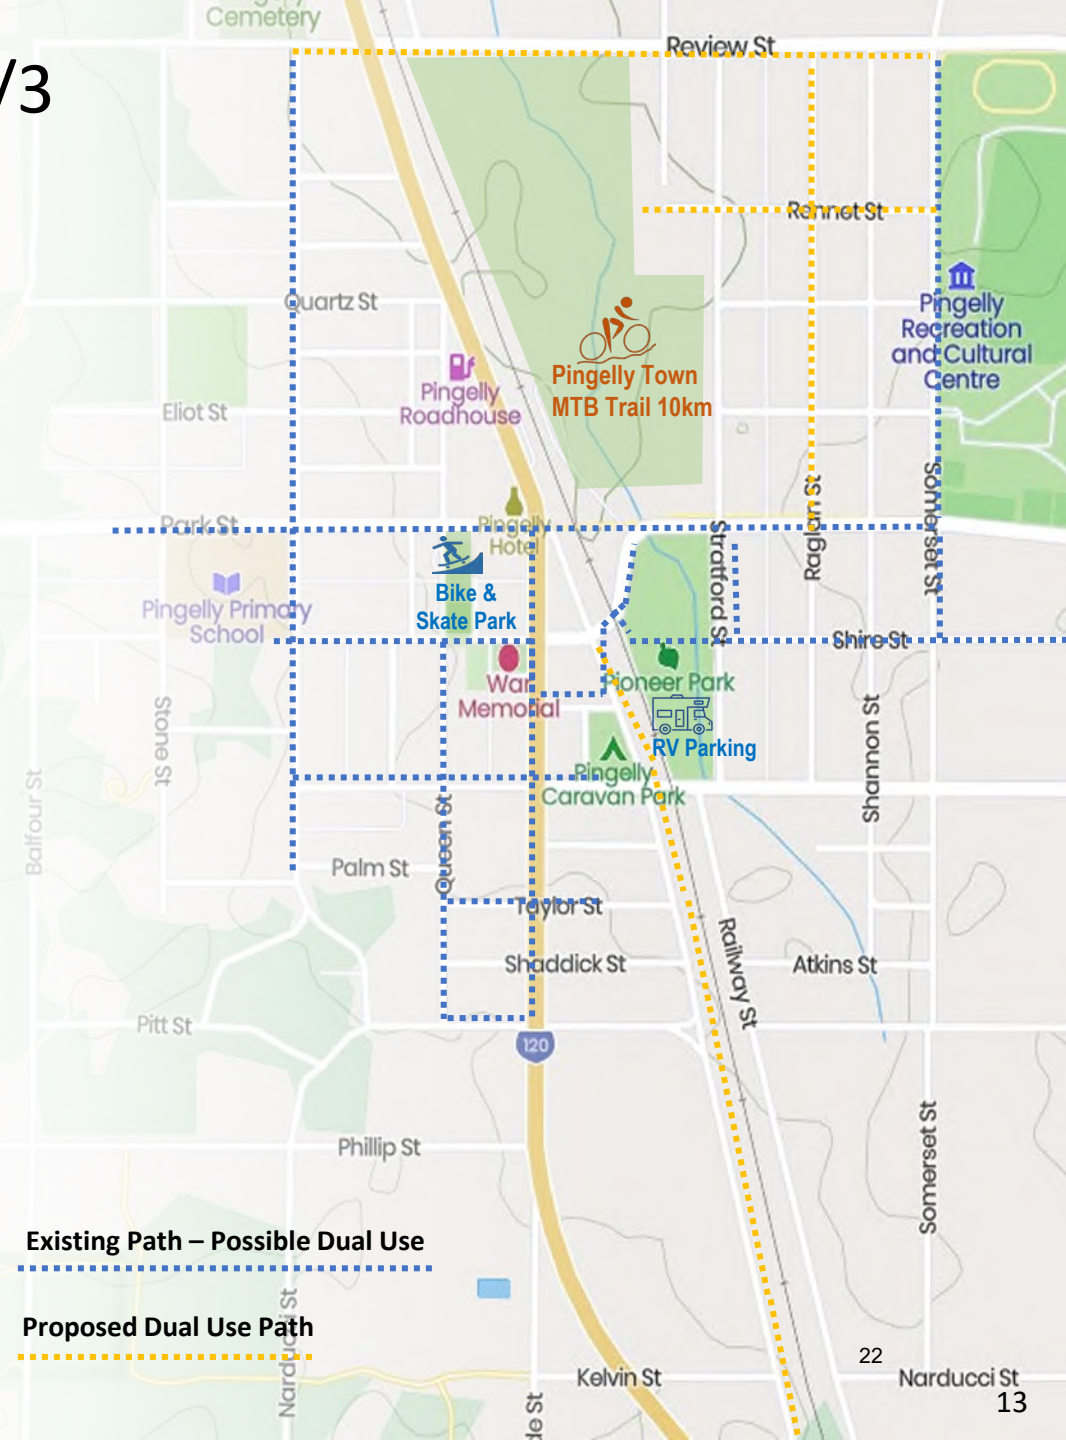 Cemetery
/3
Review St
Rennet St
Quartz St
Pingelly
Recreation
and Cultural
Centre
Pingelly Town
MTB Trail 10km
Pingelly
Roadhouse
Eliot St
Somerset St
Raglan St
Stratford St
Park St
Pingelly
Hotel
Bike &
Skate Park
Pingelly Primary
School
Shire St
War
Memorial
Pioneer Park
RV Parking
Stone St
Shannon St
Balfour St
Pingelly
Caravan Park
Queen St
Palm St
Taylor St
Railway St
Shaddick St
Atkins St
Pitt St
120
Somerset St
Phillip St
Existing Path – Possible Dual Use
Proposed Dual Use Path
Narducci St
22
Kelvin St
Narducci St
13
de St